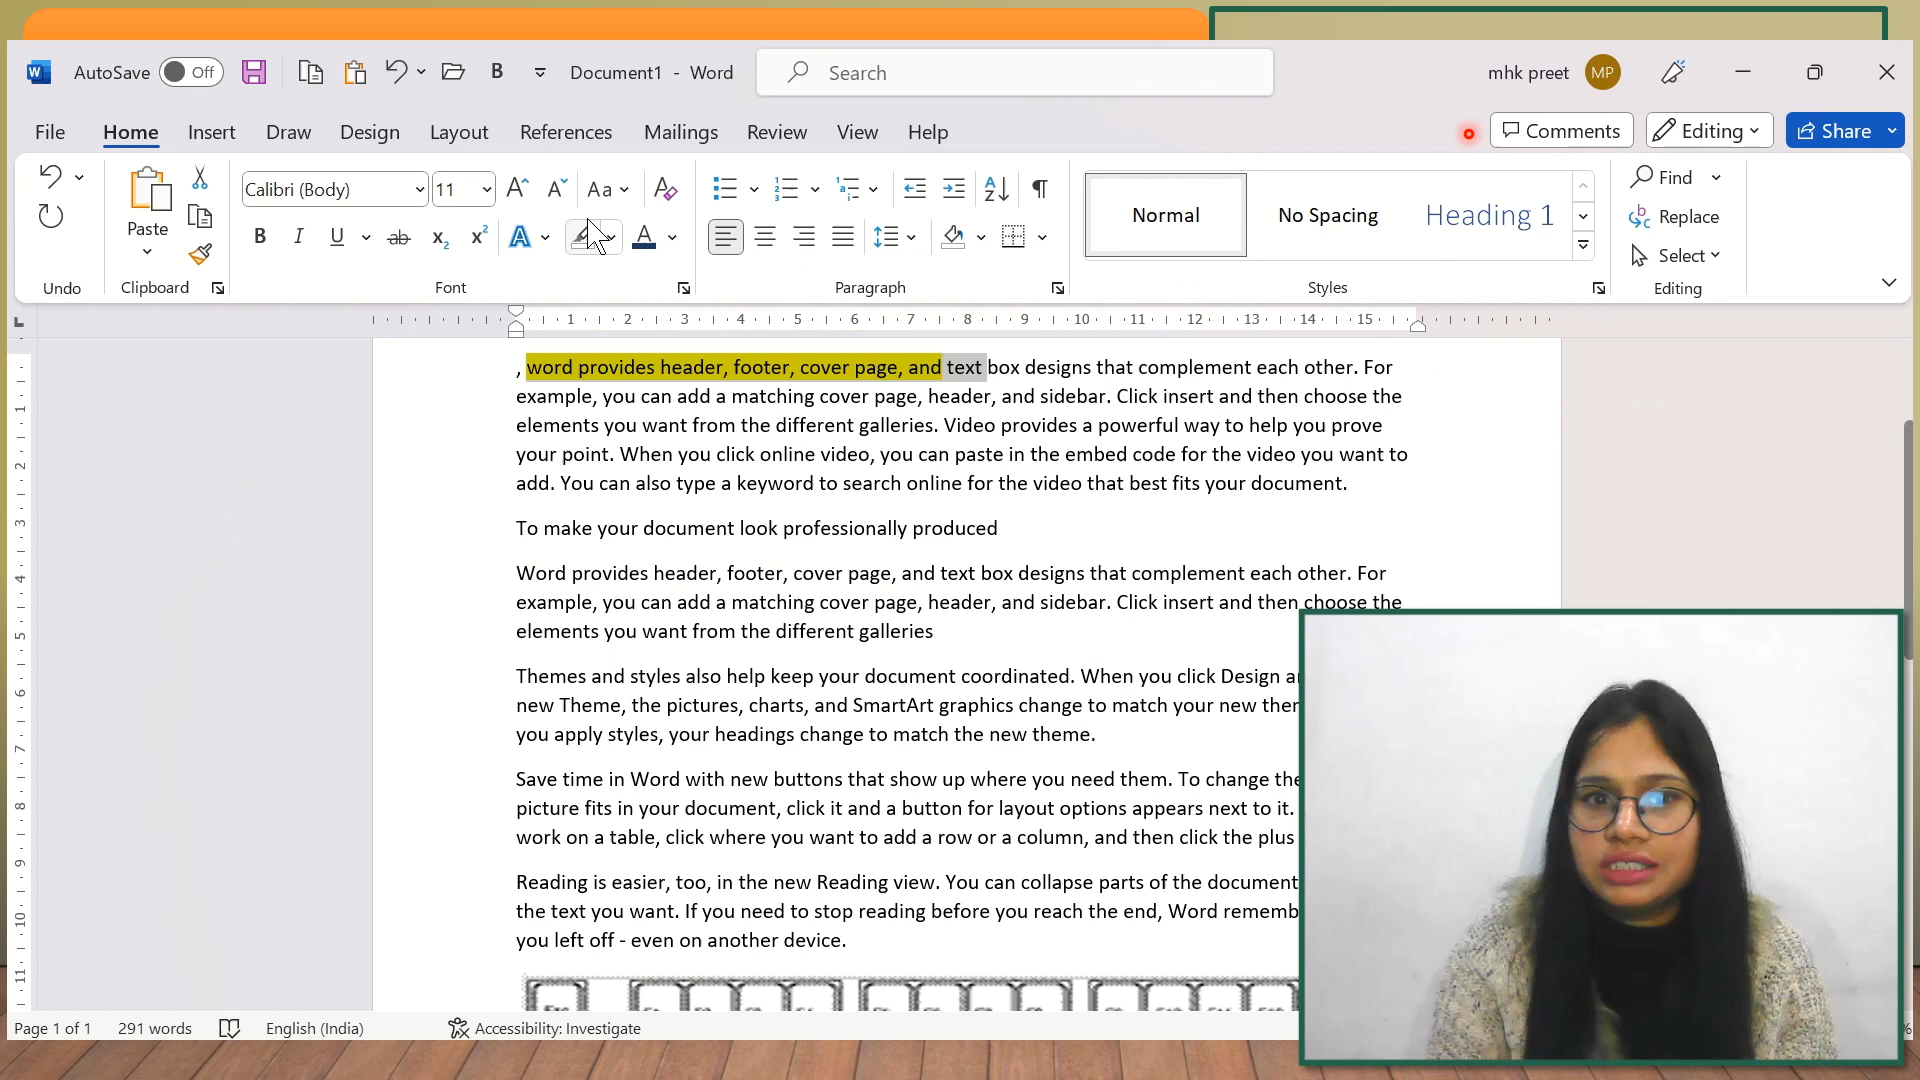 AutoSave Off B Document1 - Word Search mhk preet MP
File Home Insert Draw Design Layout References Mailings Review View Help Comments Editing Share
Paste Calibri (Body) 11 Aa Normal No Spacing Heading 1 Find
Replace
B I U ab Select
Undo Clipboard Font Paragraph Styles Editing
1 2 3 4 5 6 7 8 9 10 11 12 13 14 15
, word provides header, footer, cover page, and text box designs that complement each other. For
example, you can add a matching cover page, header, and sidebar. Click insert and then choose the
elements you want from the different galleries. Video provides a powerful way to help you prove
your point. When you click online video, you can paste in the embed code for the video you want to
add. You can also type a keyword to search online for the video that best fits your document.
To make your document look professionally produced
Word provides header, footer, cover page, and text box designs that complement each other. For
example, you can add a matching cover page, header, and sidebar. Click insert and then choose the
elements you want from the different galleries
Themes and styles also help keep your document coordinated. When you click Design
new Theme, the pictures, charts, and SmartArt graphics change to match your new
you apply styles, your headings change to match the new theme.
Save time in Word with new buttons that show up where you need them. To change the
picture fits in your document, click it and a button for layout options appears next to it.
work on a table, click where you want to add a row or a column, and then click the plus
Reading is easier, too, in the new Reading view. You can collapse parts of the document
the text you want. If you need to stop reading before you reach the end, Word
you left off - even on another device.
Page 1 of 1 291 words English (India) Accessibility: Investigate